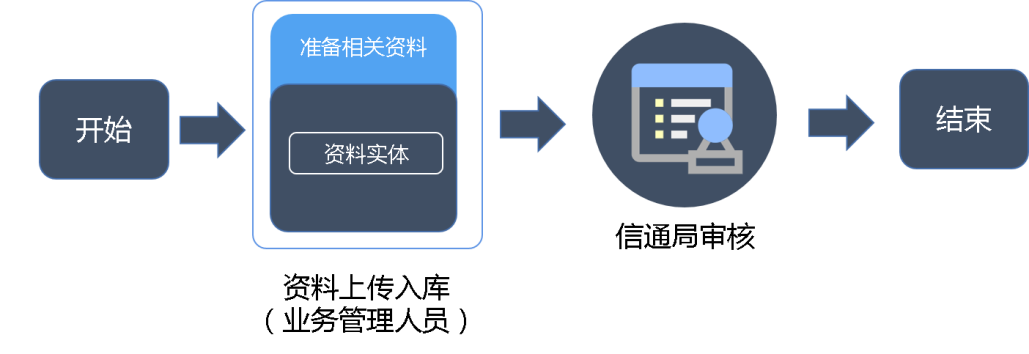 开始
准备相关资料
资料实体
资料上传入库
（业务管理人员）
信通局审核
结束